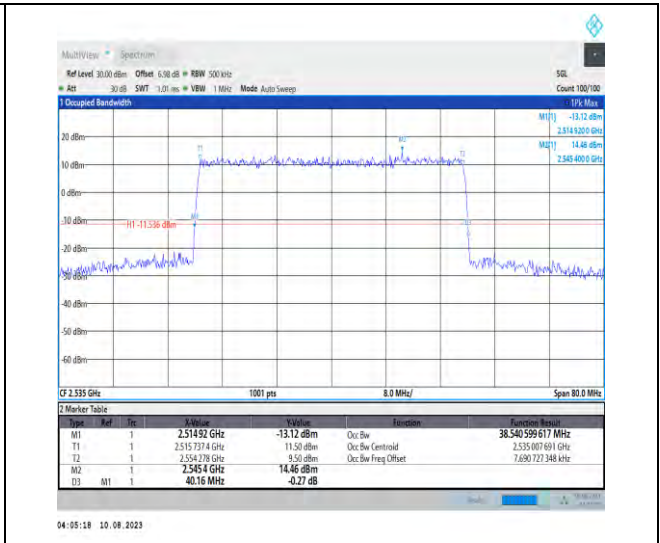 MultiView Spectrum
Ref Level 30.00 dBm Offset 6.98 dB RBW 500 kHz SGL
Att 30 dB SWT 1.01 ms VBW 1 MHz Mode Auto Sweep Count 100/100
1 Occupied Bandwidth 1Pk Max
M1[1] -13.12 dBm
2.514 920 0 GHz
M2[1] 14.46 dBm
2.545 400 0 GHz
20 dBm
T1 M2 T2
10 dBm
0 dBm
M1
-10 dBm
H1 -11.536 dBm
-20 dBm
-30 dBm
-40 dBm
-50 dBm
-60 dBm
CF 2.535 GHz 1001 pts 8.0 MHz/ Span 80.0 MHz
2 Marker Table
Type Ref Trc X-Value Y-Value Function Function Result
M1 1 2.514 92 GHz -13.12 dBm Occ Bw 38.540 599 617 MHz
T1 1 2.515 737 4 GHz 11.50 dBm Occ Bw Centroid 2.535 007 691 GHz
T2 1 2.554 278 GHz 9.50 dBm Occ Bw Freq Offset 7.690 727 348 kHz
M2 1 2.545 4 GHz 14.46 dBm
D3 M1 1 40.16 MHz -0.27 dB
04:05:18 10.08.2023